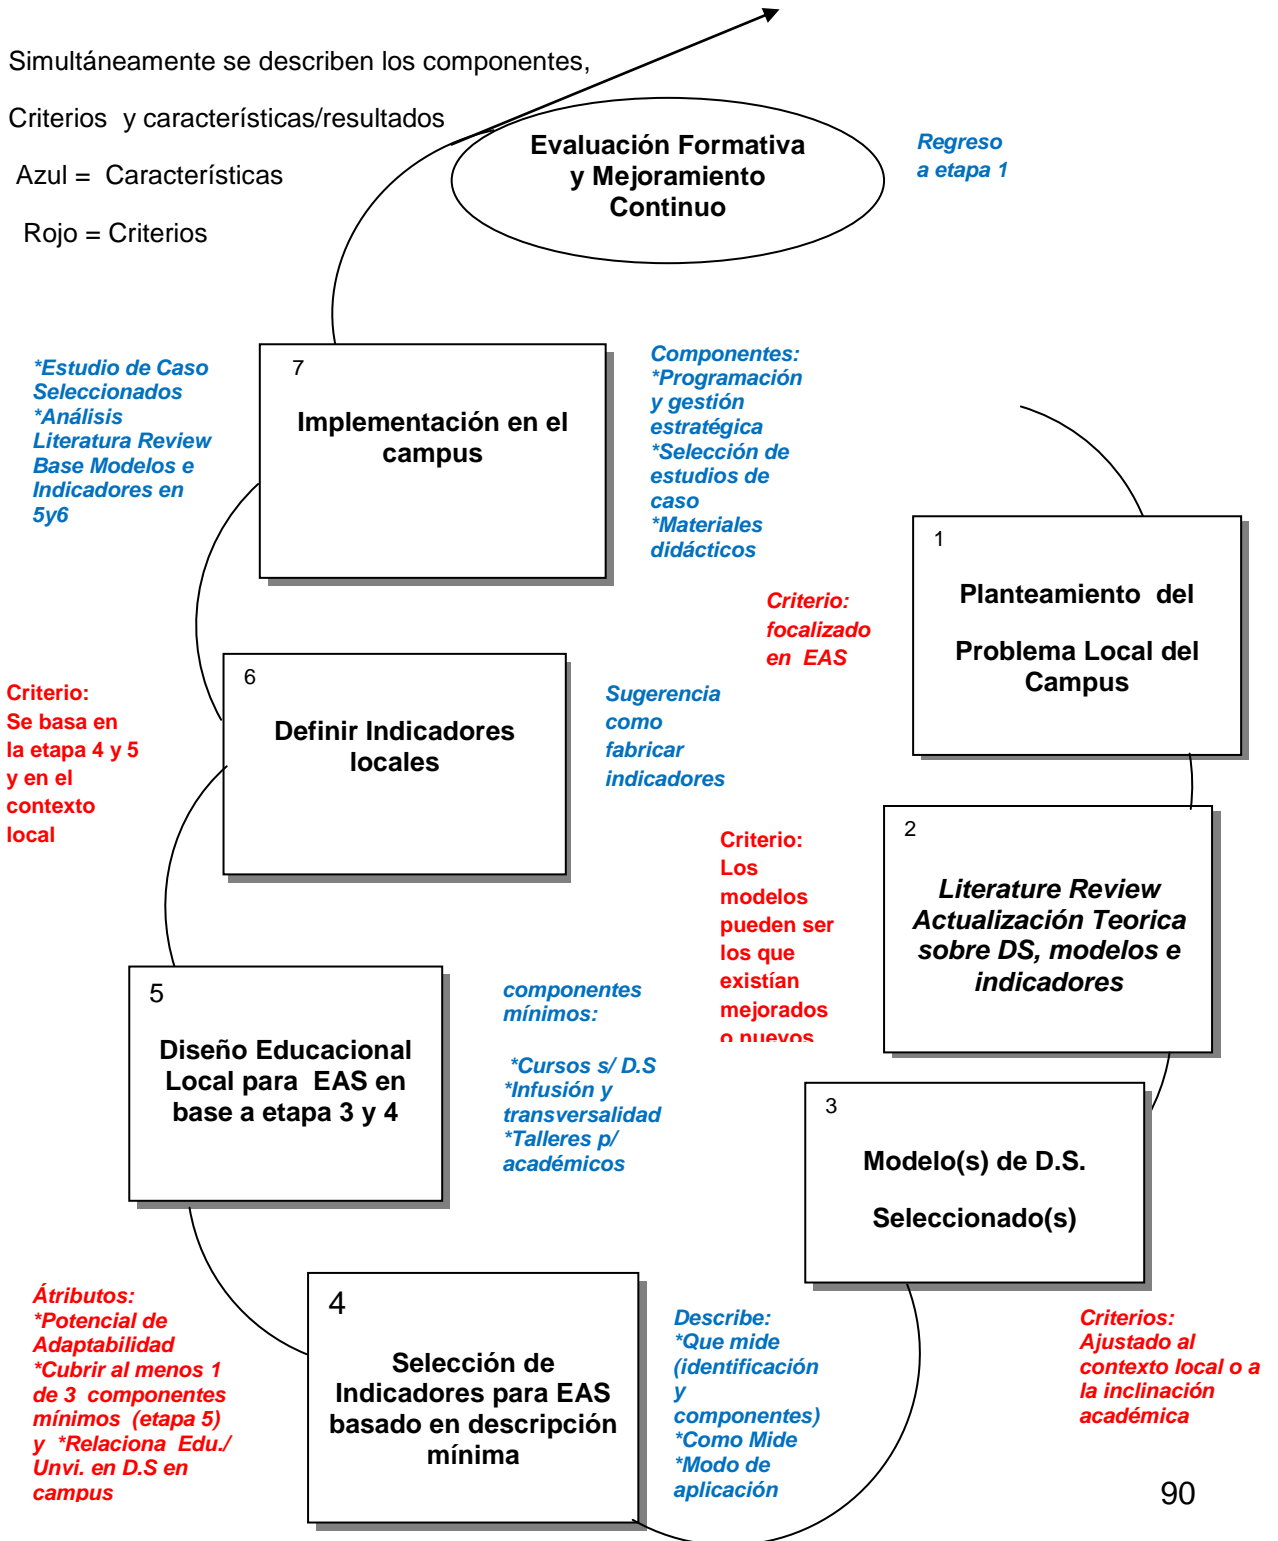 Simultáneamente se describen los componentes,
Criterios y características/resultados
Azul = Características
Rojo = Criterios
Evaluación Formativa
y Mejoramiento
Continuo
Regreso
a etapa 1
*Estudio de Caso
Seleccionados
*Análisis
Literatura Review
Base Modelos e
Indicadores en
5y6
7
Implementación en el
campus
Componentes:
*Programación
y gestión
estratégica
*Selección de
estudios de
caso
*Materiales
didácticos
1
Planteamiento del
Problema Local del
Campus
Criterio:
focalizado
en EAS
Criterio:
Se basa en
la etapa 4 y 5
y en el
contexto
local
6
Definir Indicadores
locales
Sugerencia
como
fabricar
indicadores
Criterio:
Los
modelos
pueden ser
los que
existían
mejorados
o nuevos
2
Literature Review
Actualización Teorica
sobre DS, modelos e
indicadores
5
Diseño Educacional
Local para EAS en
base a etapa 3 y 4
componentes
mínimos:
*Cursos s/ D.S
*Infusión y
transversalidad
*Talleres p/
académicos
3
Modelo(s) de D.S.
Seleccionado(s)
Átributos:
*Potencial de
Adaptabilidad
*Cubrir al menos 1
de 3 componentes
mínimos (etapa 5)
y *Relaciona Edu./
Unvi. en D.S en
campus
4
Selección de
Indicadores para EAS
basado en descripción
mínima
Describe:
*Que mide
(identificación
y
componentes)
*Como Mide
*Modo de
aplicación
Criterios:
Ajustado al
contexto local o a
la inclinación
académica
90